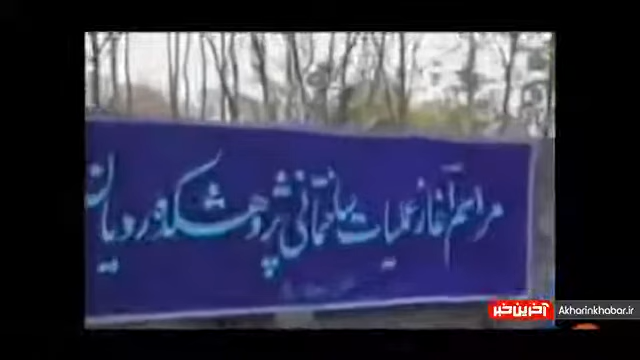 مراسم آغاز عملیات ساختمانی پژوهشکده رویان
آخرین خبر
Akharinkhabar.ir